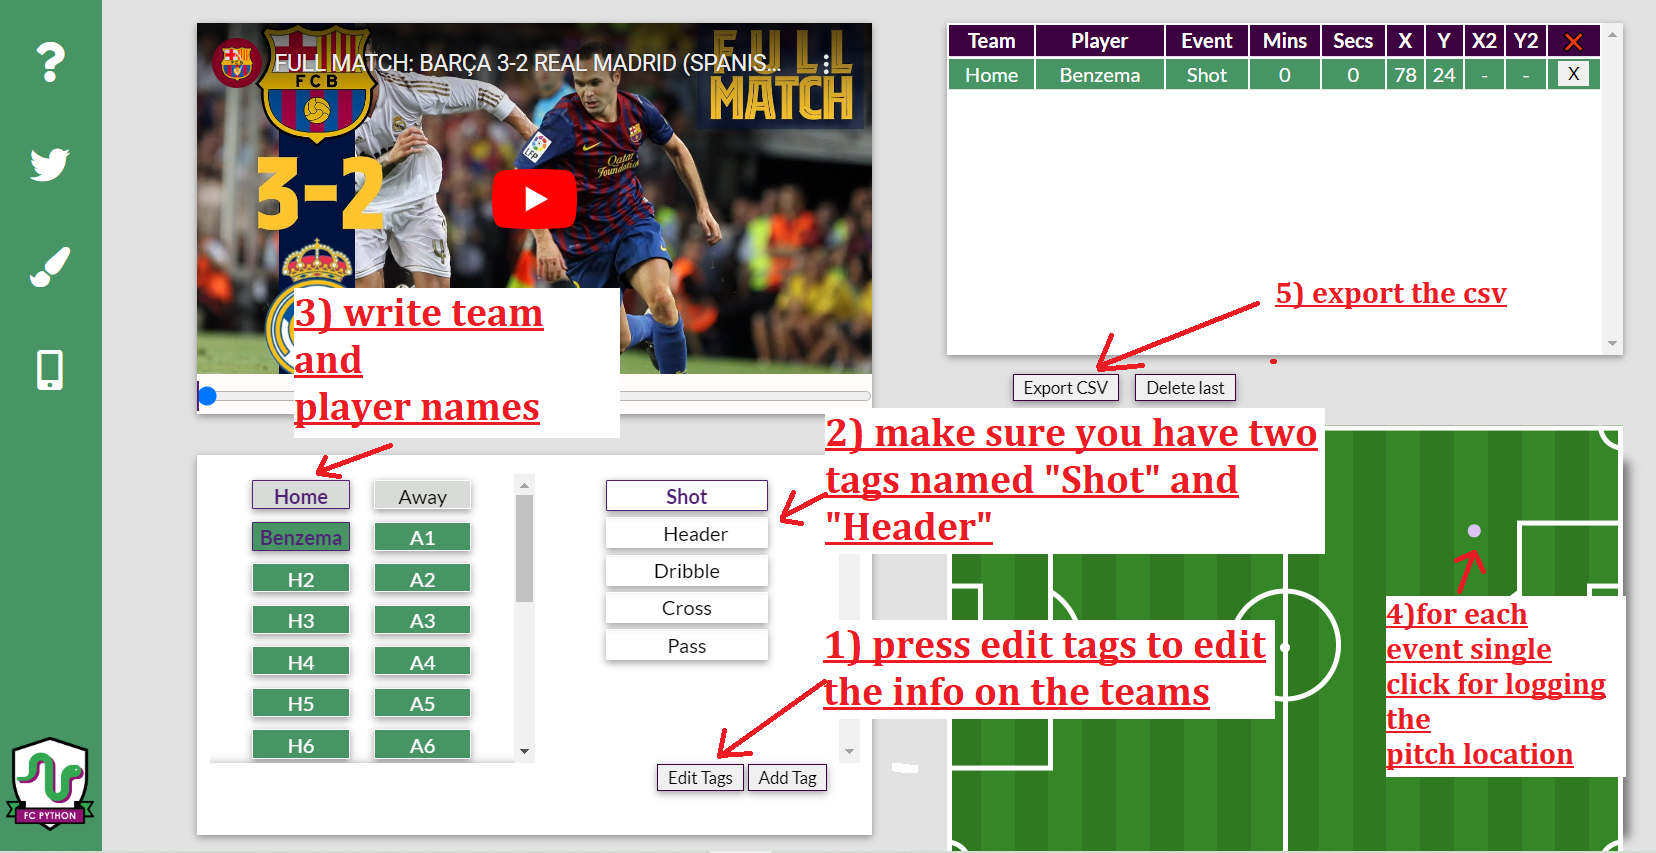 FULL MATCH: BARÇA 3-2 REAL MADRID (SPANIS...
FCB
FULL
MATCH
3-2
LFP
Qatar
Foundation
Team Player Event Mins Secs X Y X2 Y2
Home Benzema Shot 0 0 78 24 - - X
5) export the csv
Export CSV Delete last
3) write team
and
player names
2) make sure you have two
tags named "Shot" and
"Header"
Home Away
Benzema A1
H2 A2
H3 A3
H4 A4
H5 A5
H6 A6
Shot
Header
Dribble
Cross
Pass
1) press edit tags to edit
the info on the teams
Edit Tags Add Tag
4)for each
event single
click for logging
the
pitch location
FC PYTHON